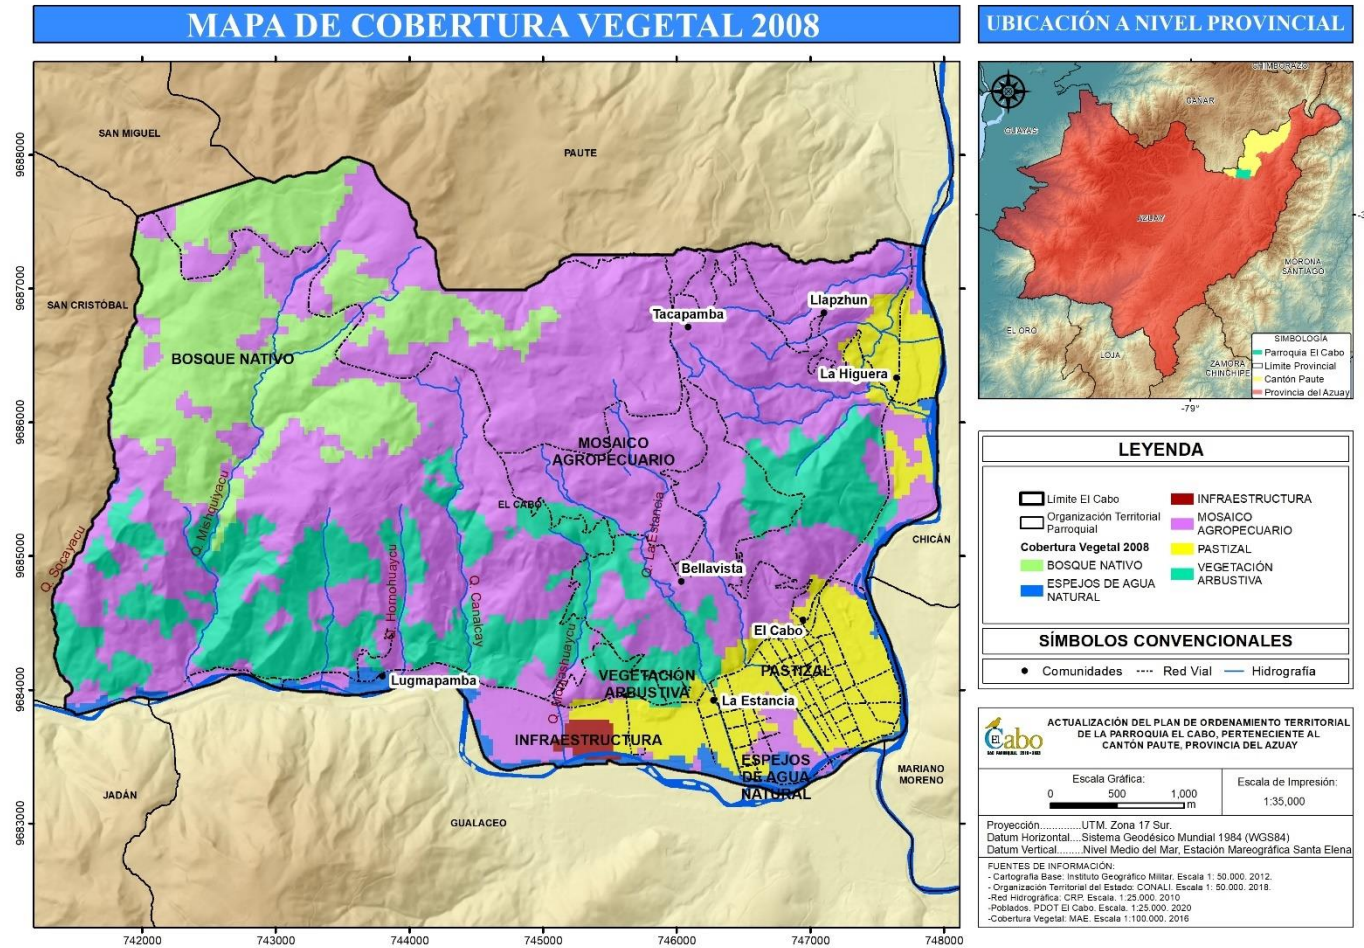 MAPA DE COBERTURA VEGETAL 2008
UBICACIÓN A NIVEL PROVINCIAL
SAN MIGUEL
PAUTE
SAN CRISTÓBAL
BOSQUE NATIVO
Tacapamba
Llapzhun
La Higuera
MOSAICO
AGROPECUARIO
EL CABO
Q. Mishquiyacu
Q. Socayacu
Q. Hornohuaycu
Q. Canalcay
Q. La Estancia
Bellavista
CHICÁN
El Cabo
PASTIZAL
VEGETACIÓN
ARBUSTIVA
Lugmapamba
La Estancia
INFRAESTRUCTURA
ESPEJOS
DE AGUA
NATURAL
MARIANO
MORENO
JADÁN
GUALACEO
9688000
9687000
9686000
9685000
9684000
9683000
742000
743000
744000
745000
746000
747000
748000
CHIMBORAZO
CAÑAR
GUAYAS
AZUAY
MORONA
SANTIAGO
EL ORO
LOJA
ZAMORA
CHINCHIPE
-79°
SIMBOLOGÍA
Parroquia El Cabo
Límite Provincial
Cantón Paute
Provincia del Azuay
LEYENDA
Límite El Cabo
Organización Territorial
Parroquial
Cobertura Vegetal 2008
BOSQUE NATIVO
ESPEJOS DE AGUA
NATURAL
INFRAESTRUCTURA
MOSAICO
AGROPECUARIO
PASTIZAL
VEGETACIÓN
ARBUSTIVA
SÍMBOLOS CONVENCIONALES
Comunidades
Red Vial
Hidrografía
El Cabo
ACTUALIZACIÓN DEL PLAN DE ORDENAMIENTO TERRITORIAL
DE LA PARROQUIA EL CABO, PERTENECIENTE AL
CANTÓN PAUTE, PROVINCIA DEL AZUAY
Escala Gráfica:
0 500 1,000
m
Escala de Impresión:
1:35,000
Proyección.............UTM. Zona 17 Sur.
Datum Horizontal....Sistema Geodésico Mundial 1984 (WGS84)
Datum Vertical.........Nivel Medio del Mar, Estación Mareográfica Santa Elena
FUENTES DE INFORMACIÓN:
- Cartografía Base: Instituto Geográfico Militar. Escala 1: 50.000. 2012.
- Organización Territorial del Estado: CONALI. Escala 1: 50.000. 2018.
-Red Hidrográfica: CRP. Escala. 1:25.000. 2010
-Poblados. PDOT El Cabo. Escala. 1:25.000. 2020
-Cobertura Vegetal: MAE. Escala 1:100.000. 2016